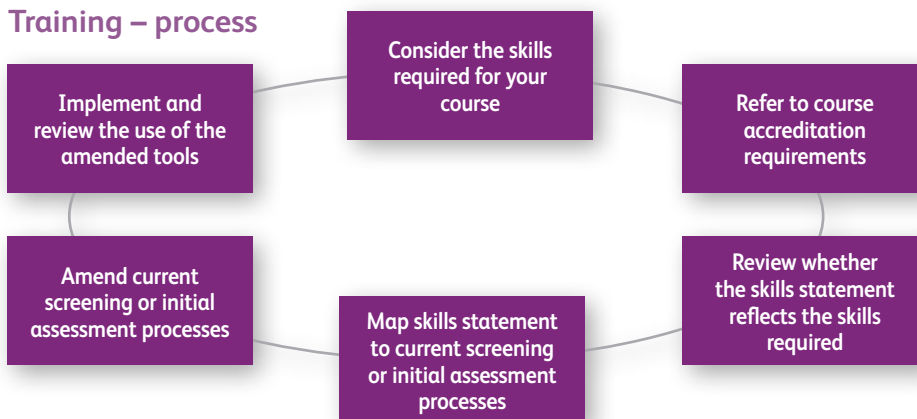 Training – process
Consider the skills
required for your
course
Refer to course
accreditation
requirements
Review whether
the skills statement
reflects the skills
required
Map skills statement
to current screening
or initial assessment
processes
Amend current
screening or initial
assessment processes
Implement and
review the use of the
amended tools